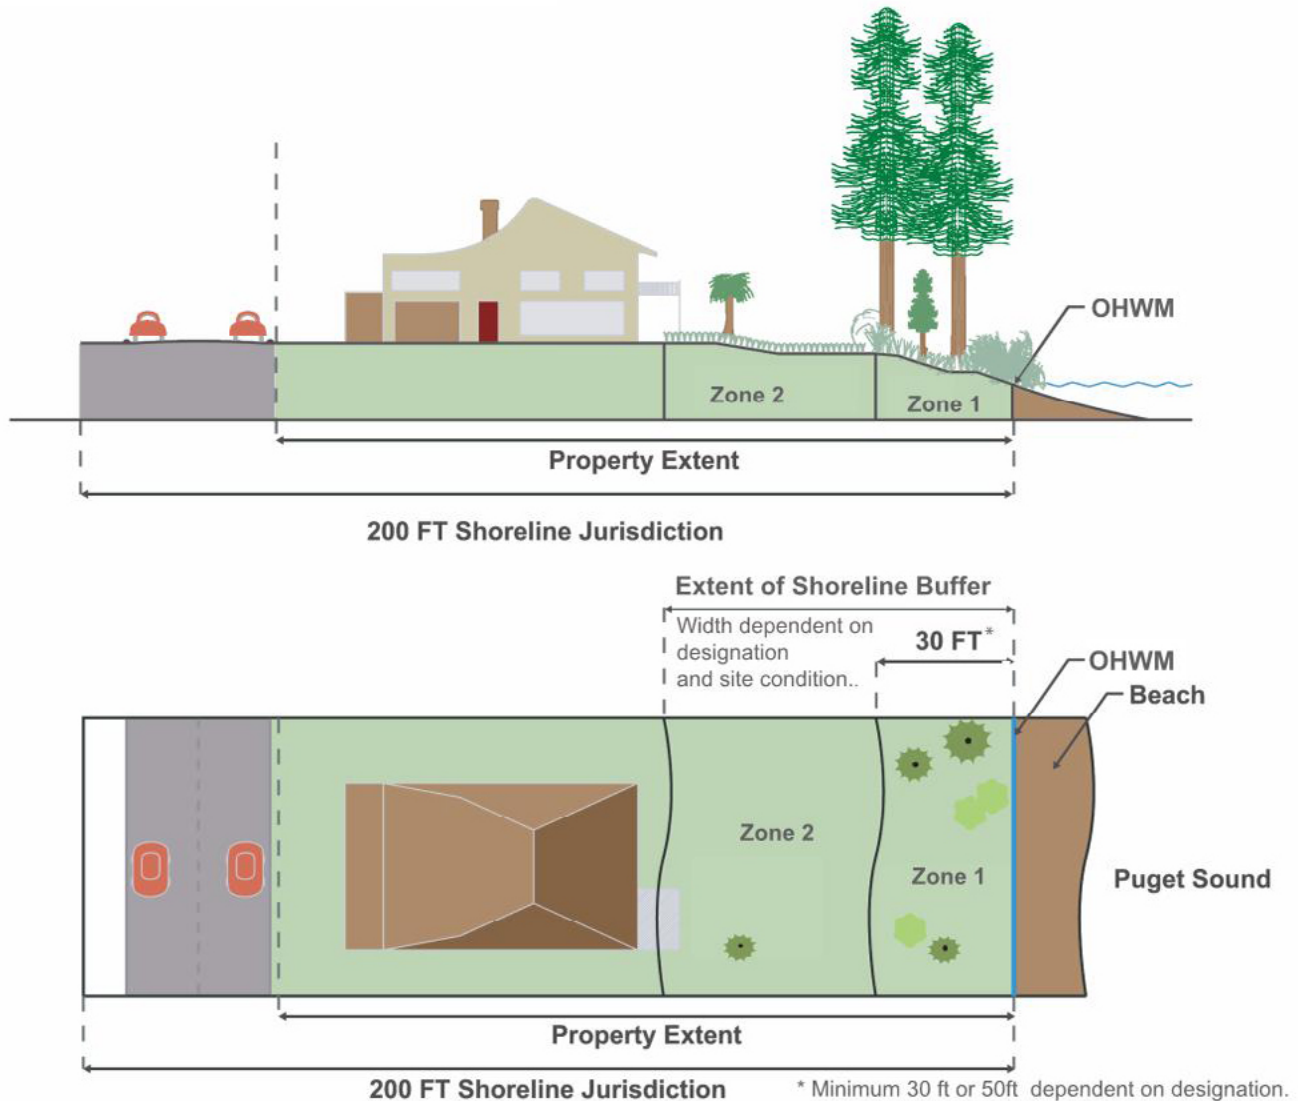 OHWM
Zone 2
Zone 1
Property Extent
200 FT Shoreline Jurisdiction
Extent of Shoreline Buffer
Width dependent on
designation
and site condition..
30 FT*
OHWM
Beach
Zone 2
Zone 1
Puget Sound
Property Extent
200 FT Shoreline Jurisdiction
* Minimum 30 ft or 50ft dependent on designation.